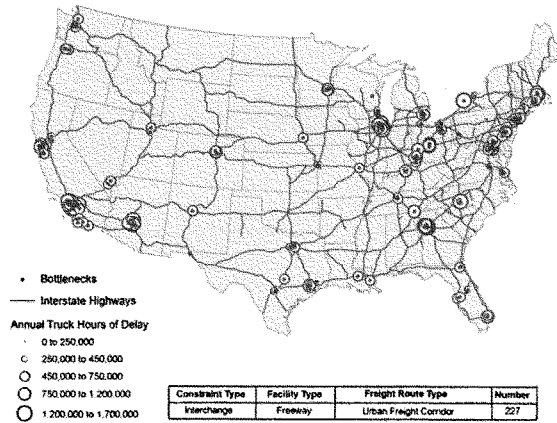 Bottlenecks
Interstate Highways
Annual Truck Hours of Delay
0 to 250,000
250,000 to 450,000
450,000 to 750,000
750,000 to 1,200,000
1,200,000 to 1,700,000
Constraint Type Facility Type Freight Route Type Number
Interchange Freeway Urban Freight Corridor 227